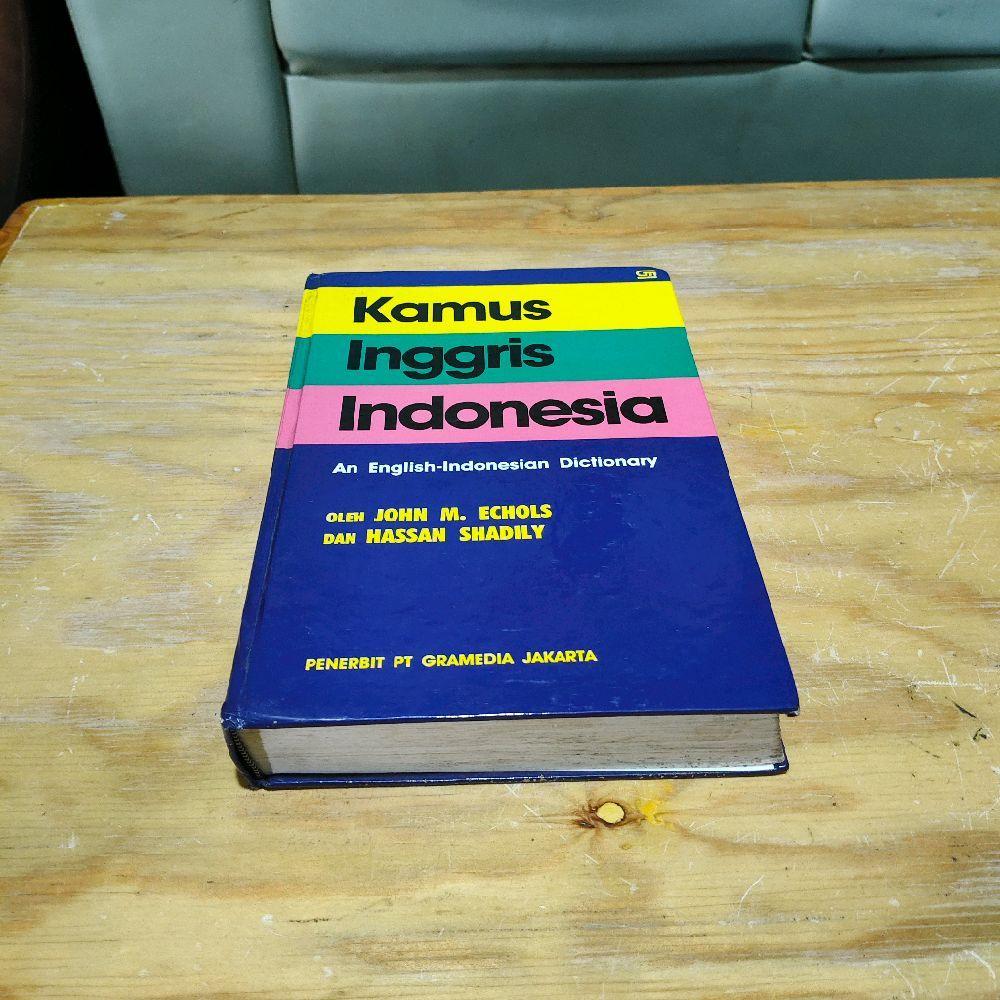 Kamus
Inggris
Indonesia
An English-Indonesian Dictionary
OLEH JOHN M. ECHOLS
DAN HASSAN SHADILY
PENERBIT PT GRAMEDIA JAKARTA